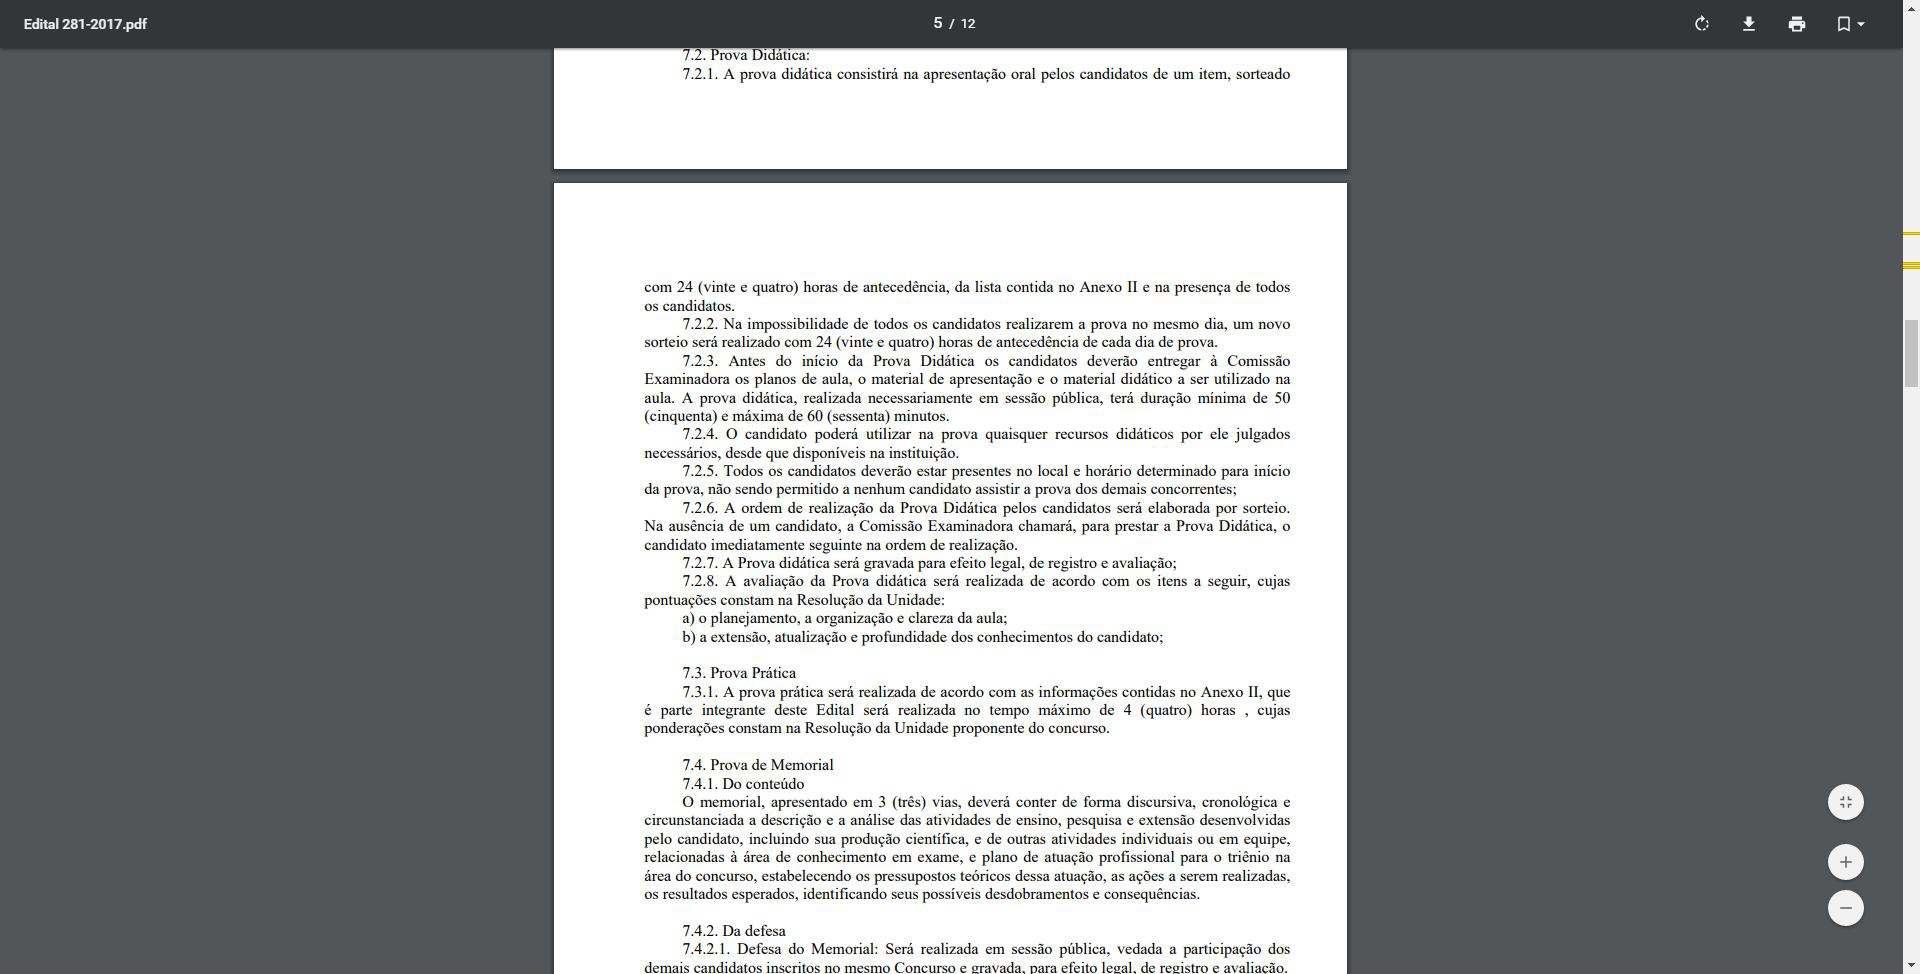 Edital 281-2017.pdf
5 / 12
7.2. Prova Didática:
7.2.1. A prova didática consistirá na apresentação oral pelos candidatos de um item, sorteado
com 24 (vinte e quatro) horas de antecedência, da lista contida no Anexo II e na presença de todos
os candidatos.
7.2.2. Na impossibilidade de todos os candidatos realizarem a prova no mesmo dia, um novo
sorteio será realizado com 24 (vinte e quatro) horas de antecedência de cada dia de prova.
7.2.3. Antes do início da Prova Didática os candidatos deverão entregar à Comissão
Examinadora os planos de aula, o material de apresentação e o material didático a ser utilizado na
aula. A prova didática, realizada necessariamente em sessão pública, terá duração mínima de 50
(cinquenta) e máxima de 60 (sessenta) minutos.
7.2.4. O candidato poderá utilizar na prova quaisquer recursos didáticos por ele julgados
necessários, desde que disponíveis na instituição.
7.2.5. Todos os candidatos deverão estar presentes no local e horário determinado para início
da prova, não sendo permitido a nenhum candidato assistir a prova dos demais concorrentes;
7.2.6. A ordem de realização da Prova Didática pelos candidatos será elaborada por sorteio.
Na ausência de um candidato, a Comissão Examinadora chamará, para prestar a Prova Didática, o
candidato imediatamente seguinte na ordem de realização.
7.2.7. A Prova didática será gravada para efeito legal, de registro e avaliação;
7.2.8. A avaliação da Prova didática será realizada de acordo com os itens a seguir, cujas
pontuações constam na Resolução da Unidade:
a) o planejamento, a organização e clareza da aula;
b) a extensão, atualização e profundidade dos conhecimentos do candidato;
7.3. Prova Prática
7.3.1. A prova prática será realizada de acordo com as informações contidas no Anexo II, que
é parte integrante deste Edital será realizada no tempo máximo de 4 (quatro) horas , cujas
ponderações constam na Resolução da Unidade proponente do concurso.
7.4. Prova de Memorial
7.4.1. Do conteúdo
O memorial, apresentado em 3 (três) vias, deverá conter de forma discursiva, cronológica e
circunstanciada a descrição e a análise das atividades de ensino, pesquisa e extensão desenvolvidas
pelo candidato, incluindo sua produção científica, e de outras atividades individuais ou em equipe,
relacionadas à área de conhecimento em exame, e plano de atuação profissional para o triênio na
área do concurso, estabelecendo os pressupostos teóricos dessa atuação, as ações a serem realizadas,
os resultados esperados, identificando seus possíveis desdobramentos e consequências.
7.4.2. Da defesa
7.4.2.1. Defesa do Memorial: Será realizada em sessão pública, vedada a participação dos
demais candidatos inscritos no mesmo Concurso e gravada, para efeito legal, de registro e avaliação.